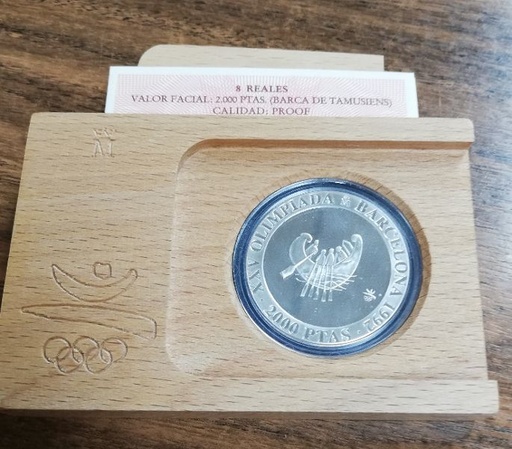 8 REALES
VALOR FACIAL: 2.000 PTAS. (BARCA DE TAMUSIENS)
CALIDAD: PROOF
XXV OLIMPIADA BARCELONA 1992
2000 PTAS